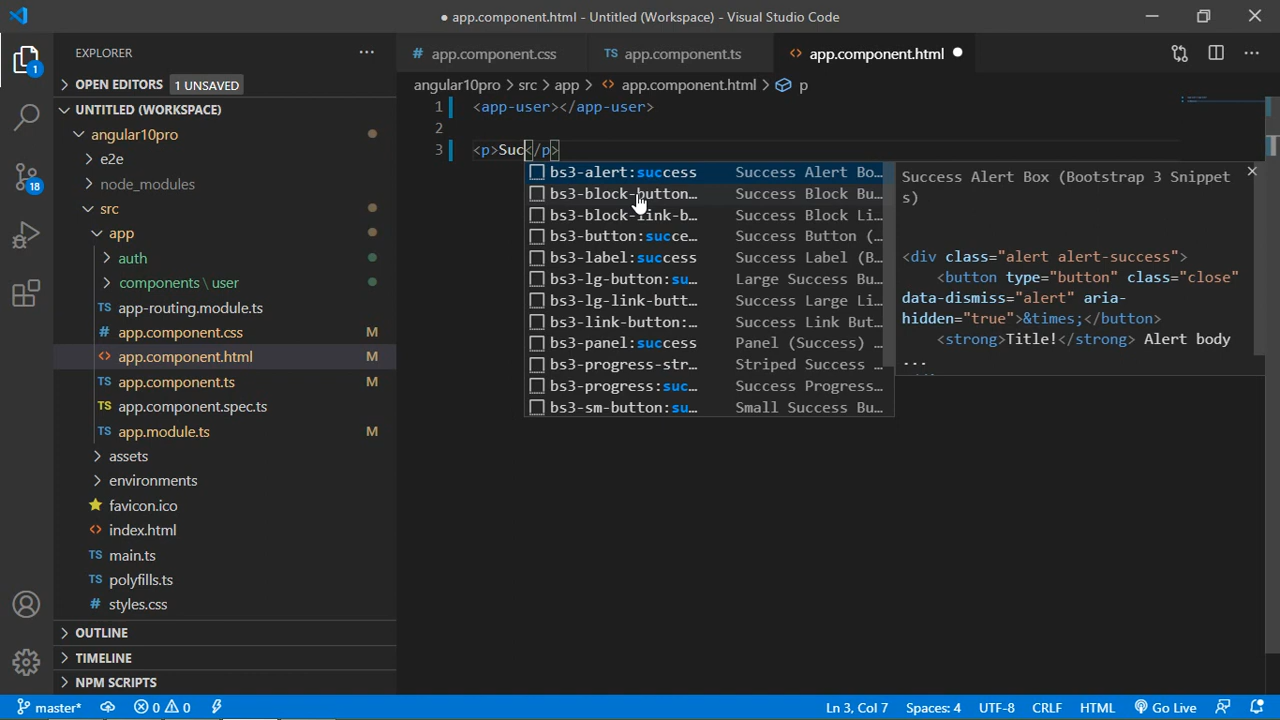 app.component.html - Untitled (Workspace) - Visual Studio Code
EXPLORER
OPEN EDITORS 1 UNSAVED
UNTITLED (WORKSPACE)
angular10pro
e2e
node_modules
src
app
auth
components \ user
app-routing.module.ts
# app.component.css M
<> app.component.html M
TS app.component.ts M
TS app.component.spec.ts
TS app.module.ts M
assets
environments
favicon.ico
<> index.html
TS main.ts
TS polyfills.ts
# styles.css
OUTLINE
TIMELINE
NPM SCRIPTS
1
18
# app.component.css TS app.component.ts <> app.component.html
angular10pro > src > app > <> app.component.html > p
1 <app-user></app-user>
2
3 <p>Suc</p>
bs3-alert:success Success Alert Bo…
bs3-block-button… Success Block Bu…
bs3-block-link-b… Success Block Li…
bs3-button:succe… Success Button (…
bs3-label:success Success Label (B…
bs3-lg-button:su… Large Success Bu…
bs3-lg-link-butt… Success Large Li…
bs3-link-button:… Success Link But…
bs3-panel:success Panel (Success) …
bs3-progress-str… Striped Success …
bs3-progress:suc… Success Progress…
bs3-sm-button:su… Small Success Bu…
Success Alert Box (Bootstrap 3 Snippet
s)
<div class="alert alert-success">
<button type="button" class="close"
data-dismiss="alert" aria-
hidden="true">&times;</button>
<strong>Title!</strong> Alert body
...
master* 0 0 Ln 3, Col 7 Spaces: 4 UTF-8 CRLF HTML Go Live